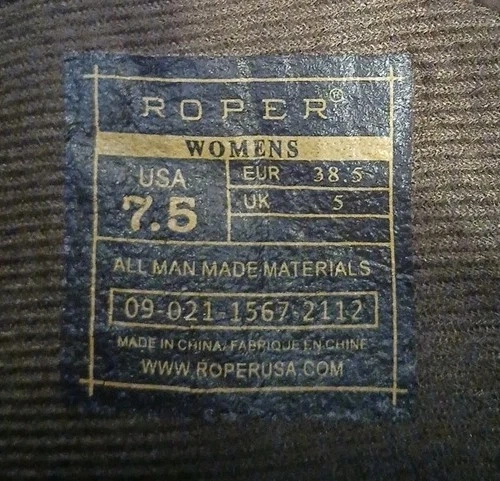 ROPER®
WOMENS
USA
7.5
EUR 38.5
UK 5
ALL MAN MADE MATERIALS
09-021-1567-2112
MADE IN CHINA / FABRIQUE EN CHINE
WWW.ROPERUSA.COM